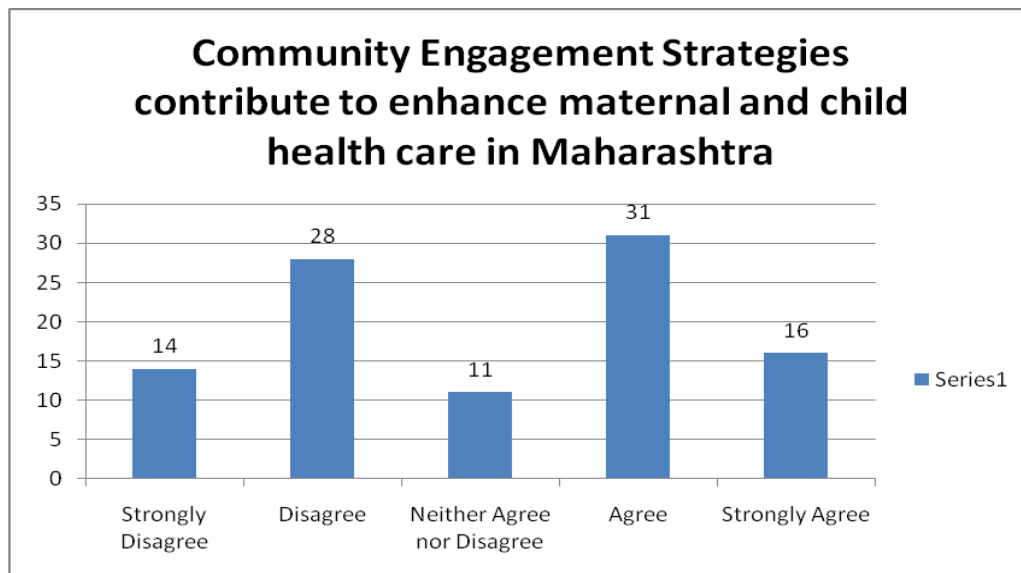 Community Engagement Strategies
contribute to enhance maternal and child
health care in Maharashtra
35
30
25
20
15
10
5
0
14
28
11
31
16
Strongly
Disagree
Disagree
Neither Agree
nor Disagree
Agree
Strongly Agree
Series1